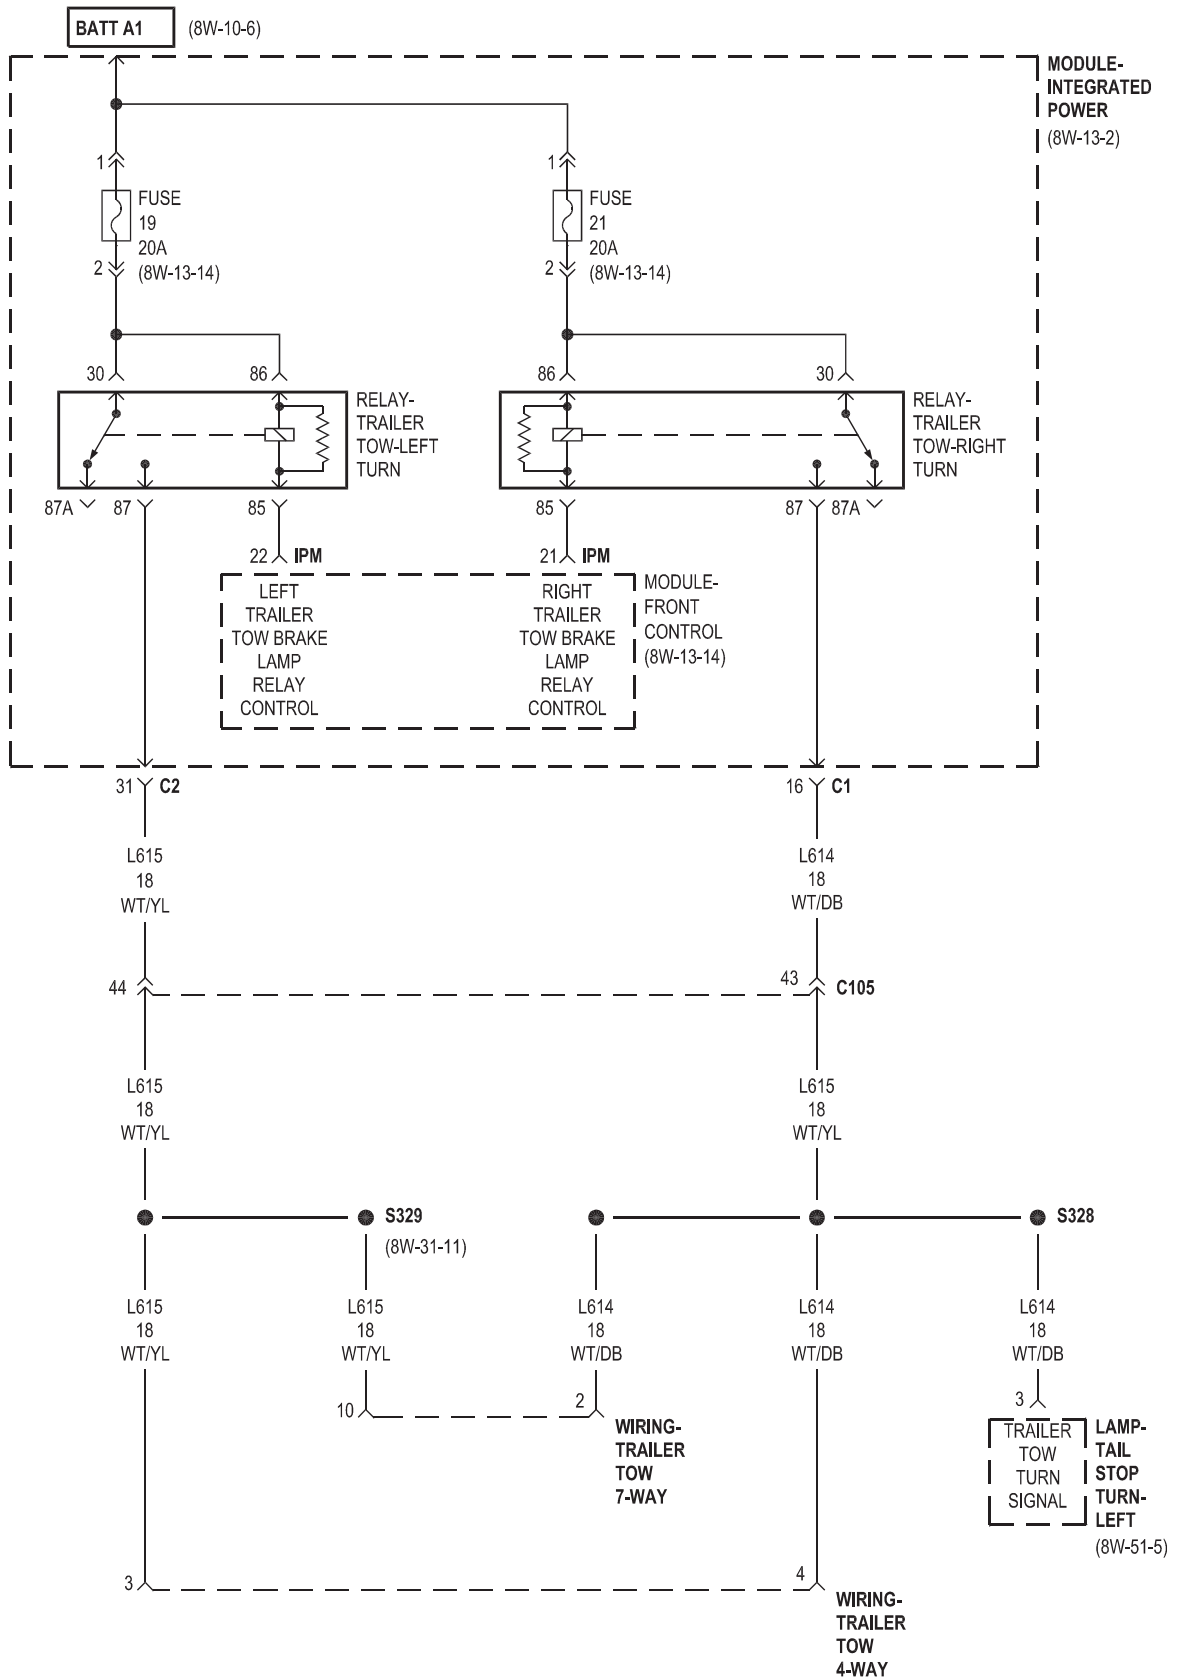 BATT A1
(8W-10-6)
MODULE-
INTEGRATED
POWER
(8W-13-2)
1
FUSE
19
20A
(8W-13-14)
2
1
FUSE
21
20A
(8W-13-14)
2
30
86
RELAY-
TRAILER
TOW-LEFT
TURN
87A
87
85
86
30
RELAY-
TRAILER
TOW-RIGHT
TURN
85
87
87A
22
IPM
21
IPM
LEFT
TRAILER
TOW BRAKE
LAMP
RELAY
CONTROL
RIGHT
TRAILER
TOW BRAKE
LAMP
RELAY
CONTROL
MODULE-
FRONT
CONTROL
(8W-13-14)
31
C2
16
C1
L615
18
WT/YL
L614
18
WT/DB
44
43
C105
L615
18
WT/YL
L615
18
WT/YL
S329
(8W-31-11)
S328
L615
18
WT/YL
L615
18
WT/YL
L614
18
WT/DB
L614
18
WT/DB
L614
18
WT/DB
10
2
WIRING-
TRAILER
TOW
7-WAY
3
TRAILER
TOW
TURN
SIGNAL
LAMP-
TAIL
STOP
TURN-
LEFT
(8W-51-5)
3
4
WIRING-
TRAILER
TOW
4-WAY